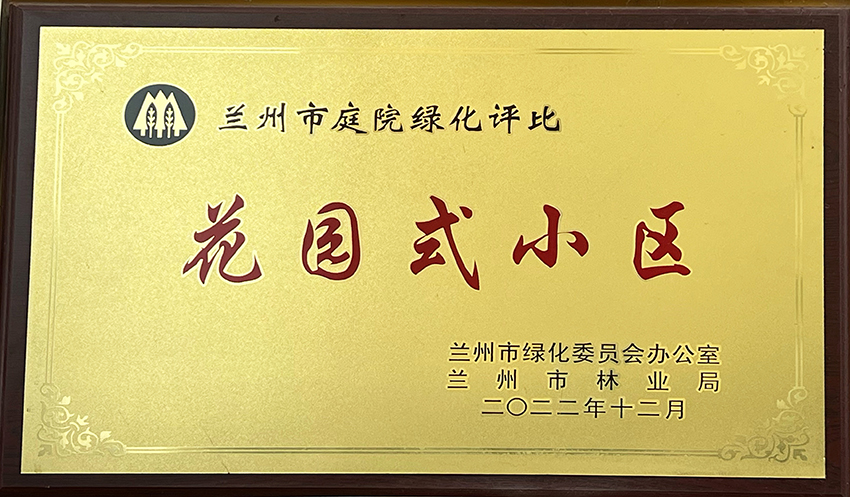 兰州市庭院绿化评比
花园式小区
兰州市绿化委员会办公室
兰州市林业局
二〇二二年十二月